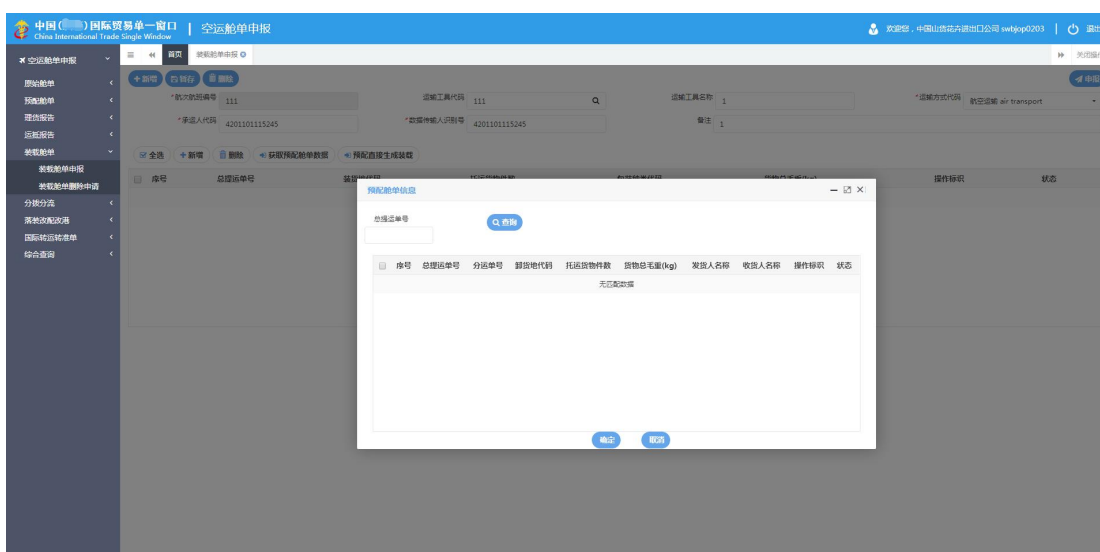 中国( )国际贸易单一窗口 | 空运舱单申报
China International Trade Single Window
欢迎您，中国山货花卉进出口公司 swbjop0203
空运舱单申报
首页 装载舱单申报
原始舱单
预配舱单
理货报告
运抵报告
装载舱单
装载舱单申报
装载舱单删除申请
分拨分流
落装改配改港
国际转运转准单
综合查询
+新增 暂存 删除
*航次航班编号 111 运输工具代码 111 运输工具名称 1 *运输方式代码 航空运输 air transport
*承运人代码 4201101115245 *数据传输人识别号 4201101115245 备注 1
全选 +新增 删除 获取预配舱单数据 预配直接生成装载
序号 总提运单号 操作标识 状态
预配舱单信息
总提运单号 查询
序号 总提运单号 分运单号 卸货地代码 托运货物件数 货物总毛重(kg) 发货人名称 收货人名称 操作标识 状态
无匹配数据
确定 取消